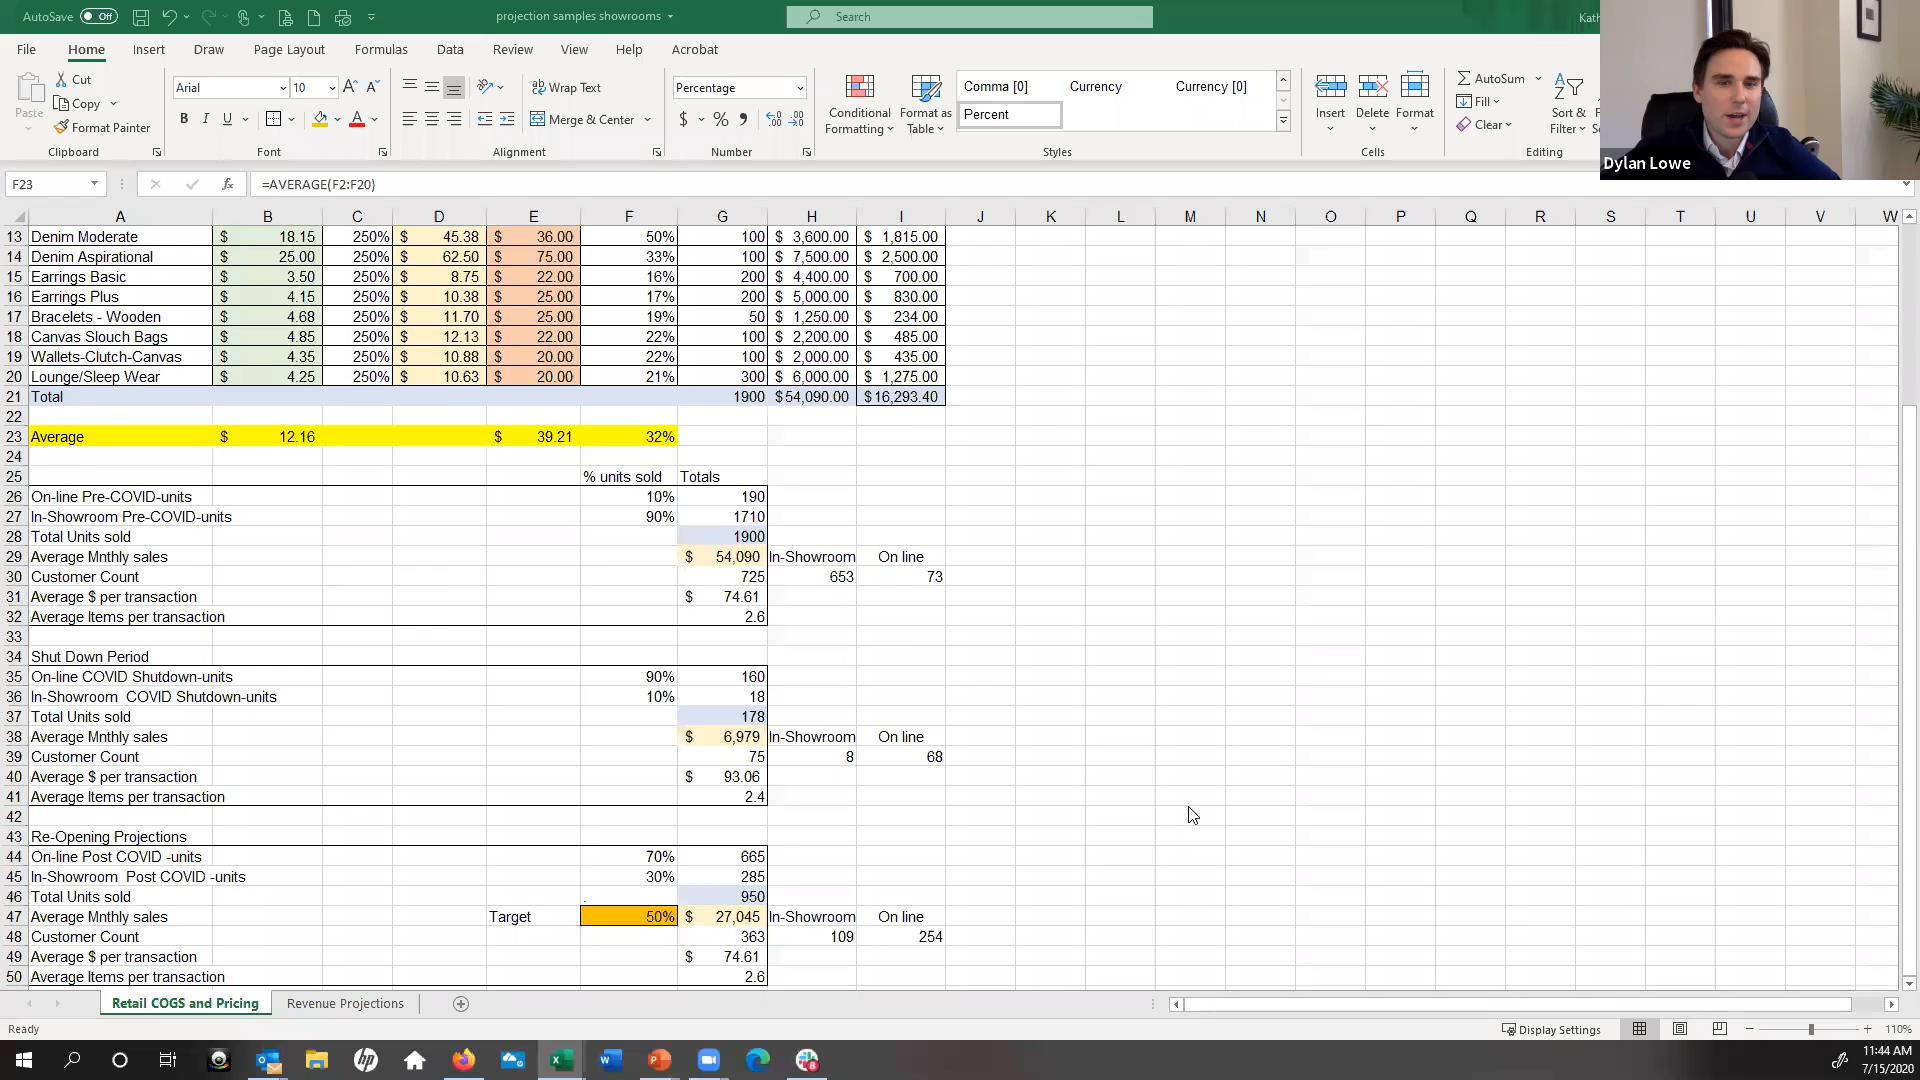 AutoSave Off projection samples showrooms Search Kath
File Home Insert Draw Page Layout Formulas Data Review View Help Acrobat
Paste Cut Copy Format Painter Clipboard
Arial 10 B I U A Font
Wrap Text Merge & Center Alignment
Percentage $ % Number
Conditional Formatting Format as Table Comma [0] Currency Currency [0] Percent Styles
Insert Delete Format Cells
AutoSum Fill Clear Sort & Filter Editing
Dylan Lowe
F23 fx =AVERAGE(F2:F20)
A B C D E F G H I J K L M N O P Q R S T U V W
13 Denim Moderate $ 18.15 250% $ 45.38 $ 36.00 50% 100 $ 3,600.00 $ 1,815.00
14 Denim Aspirational $ 25.00 250% $ 62.50 $ 75.00 33% 100 $ 7,500.00 $ 2,500.00
15 Earrings Basic $ 3.50 250% $ 8.75 $ 22.00 16% 200 $ 4,400.00 $ 700.00
16 Earrings Plus $ 4.15 250% $ 10.38 $ 25.00 17% 200 $ 5,000.00 $ 830.00
17 Bracelets - Wooden $ 4.68 250% $ 11.70 $ 25.00 19% 50 $ 1,250.00 $ 234.00
18 Canvas Slouch Bags $ 4.85 250% $ 12.13 $ 22.00 22% 100 $ 2,200.00 $ 485.00
19 Wallets-Clutch-Canvas $ 4.35 250% $ 10.88 $ 20.00 22% 100 $ 2,000.00 $ 435.00
20 Lounge/Sleep Wear $ 4.25 250% $ 10.63 $ 20.00 21% 300 $ 6,000.00 $ 1,275.00
21 Total 1900 $54,090.00 $16,293.40
22
23 Average $ 12.16 $ 39.21 32%
24
25 % units sold Totals
26 On-line Pre-COVID-units 10% 190
27 In-Showroom Pre-COVID-units 90% 1710
28 Total Units sold 1900
29 Average Mnthly sales $ 54,090 In-Showroom On line
30 Customer Count 725 653 73
31 Average $ per transaction $ 74.61
32 Average Items per transaction 2.6
33
34 Shut Down Period
35 On-line COVID Shutdown-units 90% 160
36 In-Showroom COVID Shutdown-units 10% 18
37 Total Units sold 178
38 Average Mnthly sales $ 6,979 In-Showroom On line
39 Customer Count 75 8 68
40 Average $ per transaction $ 93.06
41 Average Items per transaction 2.4
42
43 Re-Opening Projections
44 On-line Post COVID -units 70% 665
45 In-Showroom Post COVID -units 30% 285
46 Total Units sold 950
47 Average Mnthly sales Target 50% $ 27,045 In-Showroom On line
48 Customer Count 363 109 254
49 Average $ per transaction $ 74.61
50 Average Items per transaction 2.6
Retail COGS and Pricing Revenue Projections
Ready Display Settings 110%
11:44 AM
7/15/2020